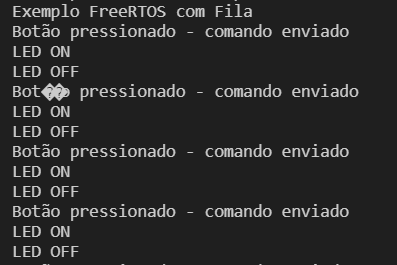 Exemplo FreeRTOS com Fila
Botão pressionado - comando enviado
LED ON
LED OFF
Bot��o pressionado - comando enviado
LED ON
LED OFF
Botão pressionado - comando enviado
LED ON
LED OFF
Botão pressionado - comando enviado
LED ON
LED OFF